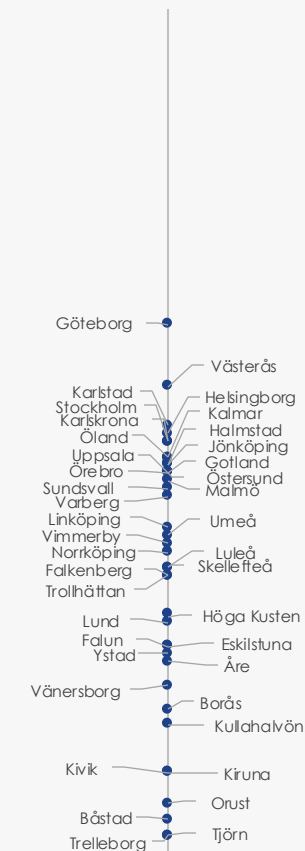 Göteborg
Västerås
Karlstad
Helsingborg
Stockholm
Kalmar
Karlskrona
Halmstad
Öland
Jönköping
Uppsala
Gotland
Örebro
Östersund
Sundsvall
Malmö
Varberg
Linköping
Umeå
Vimmerby
Norrköping
Luleå
Skellefteå
Falkenberg
Trollhättan
Höga Kusten
Lund
Falun
Eskilstuna
Ystad
Åre
Vänersborg
Borås
Kullahalvön
Kivik
Kiruna
Orust
Båstad
Tjörn
Trelleborg